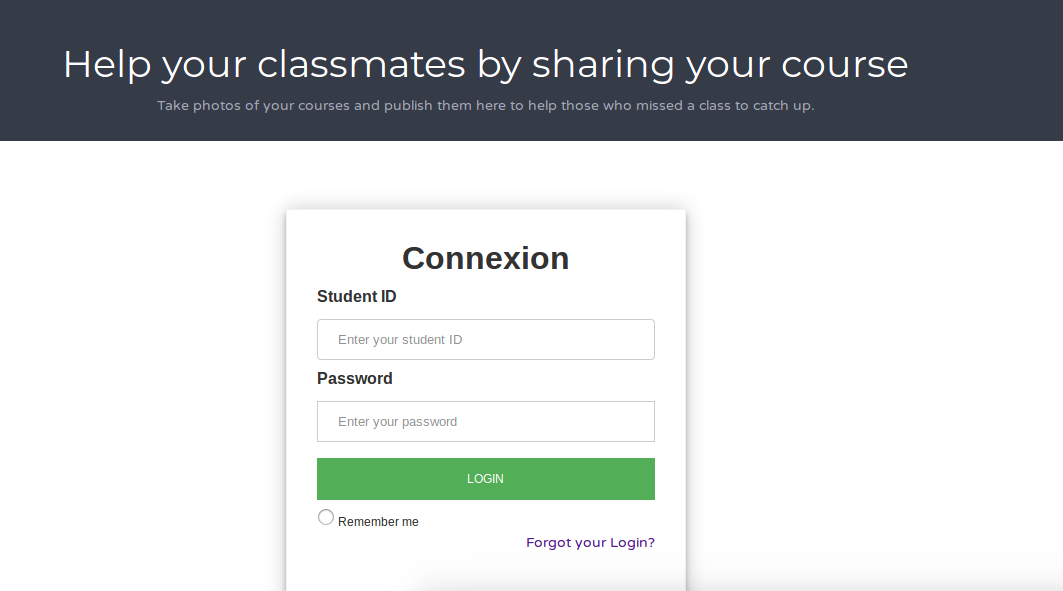 Help your classmates by sharing your course
Take photos of your courses and publish them here to help those who missed a class to catch up.
Connexion
Student ID
Enter your student ID
Password
Enter your password
LOGIN
Remember me
Forgot your Login?